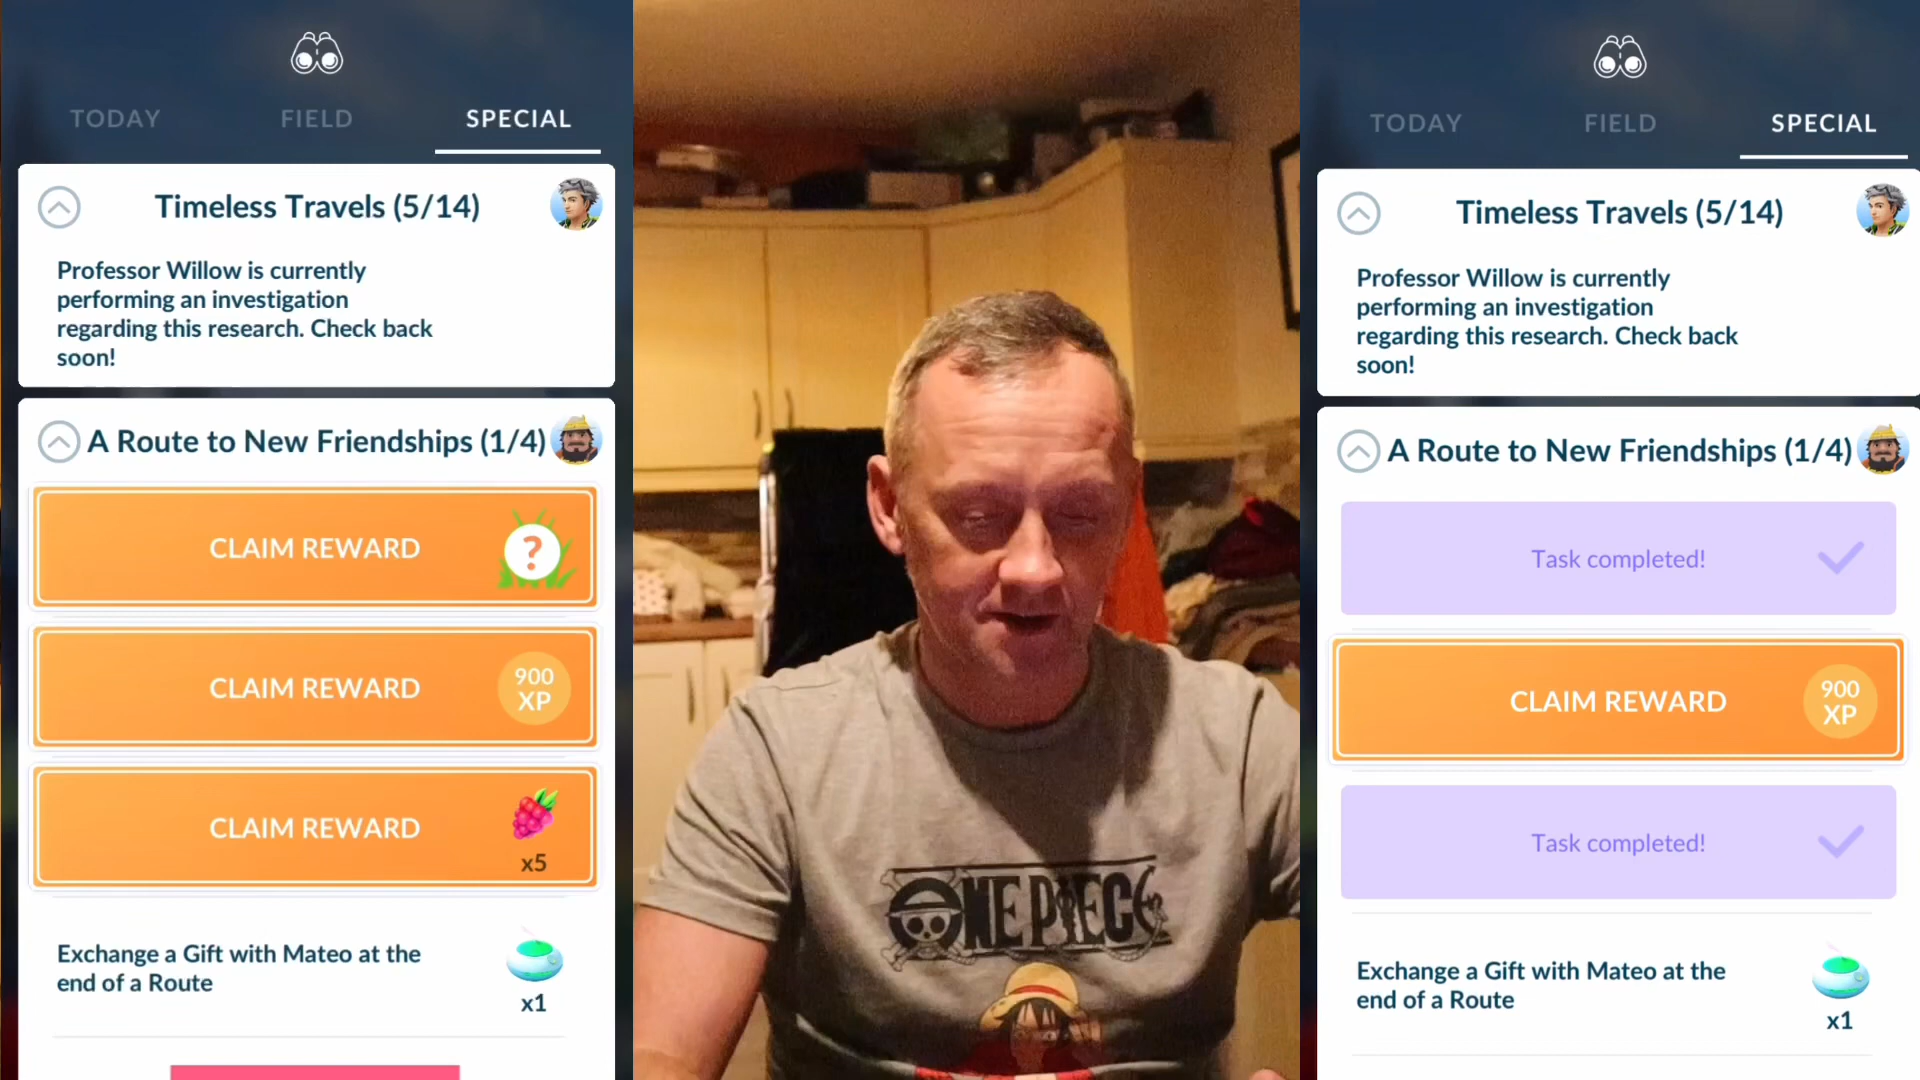 TODAY
FIELD
SPECIAL
Timeless Travels (5/14)
Professor Willow is currently
performing an investigation
regarding this research. Check back
soon!
A Route to New Friendships (1/4)
CLAIM REWARD
?
CLAIM REWARD
900
XP
CLAIM REWARD
x5
Exchange a Gift with Mateo at the
end of a Route
x1
ONE PIECE
TODAY
FIELD
SPECIAL
Timeless Travels (5/14)
Professor Willow is currently
performing an investigation
regarding this research. Check back
soon!
A Route to New Friendships (1/4)
Task completed!
CLAIM REWARD
900
XP
Task completed!
Exchange a Gift with Mateo at the
end of a Route
x1